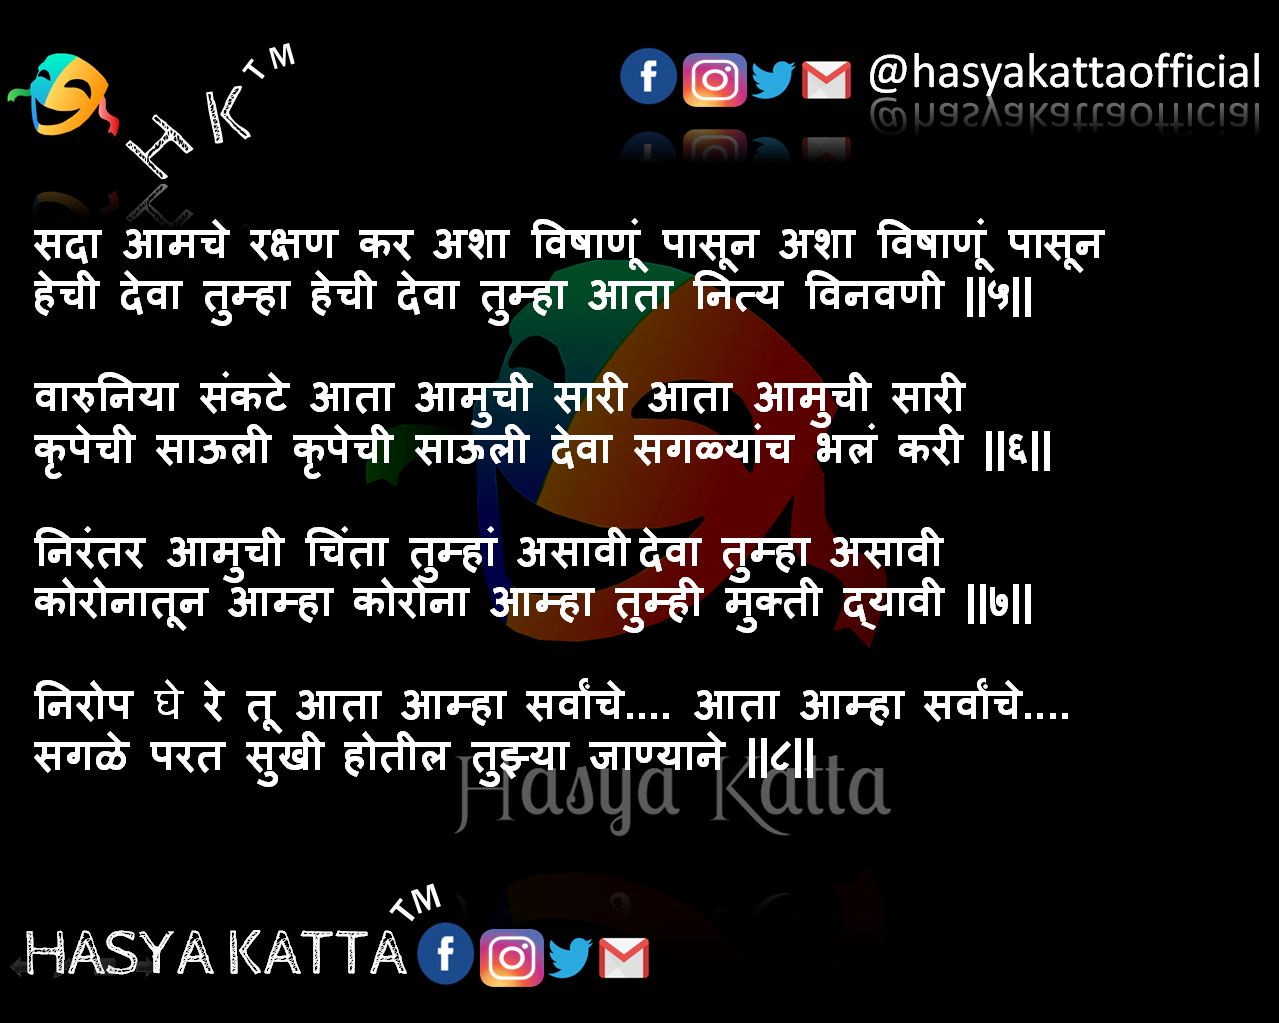 HK TM
@hasyakattaofficial
सदा आमचे रक्षण कर अशा विषाणूं पासून अशा विषाणूं पासून
हेची देवा तुम्हा हेची देवा तुम्हा आता नित्य विनवणी ||५||
वारुनिया संकटे आता आमुची सारी आता आमुची सारी
कृपेची साऊली कृपेची साऊली देवा सगळ्यांच भलं करी ||६||
निरंतर आमुची चिंता तुम्हां असावी देवा तुम्हा असावी
कोरोनातून आम्हा कोरोना आम्हा तुम्ही मुक्ती द्यावी ||७||
निरोप घे रे तू आता आम्हा सर्वांचे.... आता आम्हा सर्वांचे....
सगळे परत सुखी होतील तुझ्या जाण्याने ||८||
Hasya Katta
HASYA KATTA TM